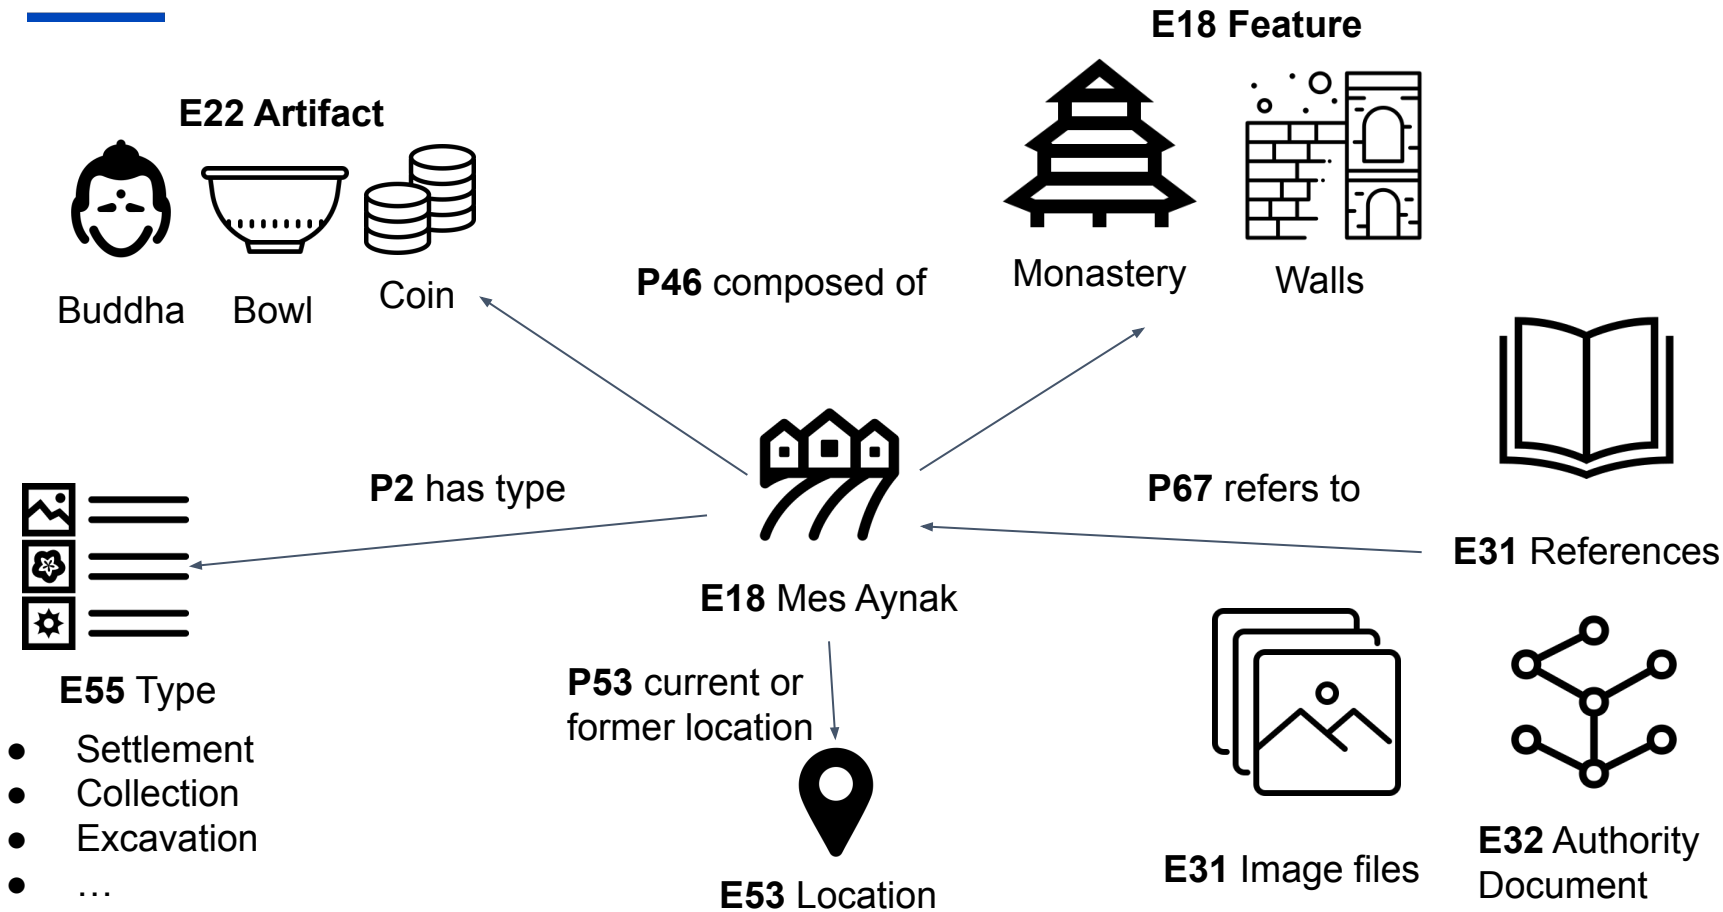 E18 Feature
E22 Artifact
Buddha
Bowl
Coin
P46 composed of
Monastery
Walls
P2 has type
P67 refers to
E31 References
E18 Mes Aynak
E55 Type
● Settlement
● Collection
● Excavation
● …
P53 current or
former location
E53 Location
E31 Image files
E32 Authority
Document